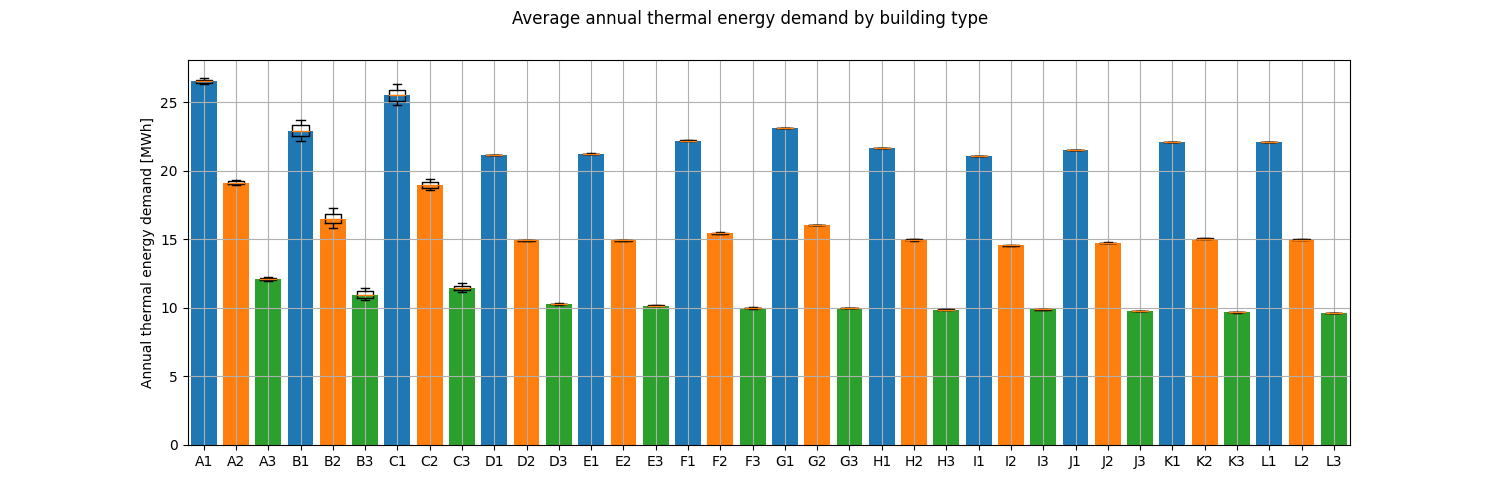 Average annual thermal energy demand by building type
Annual thermal energy demand [MWh]
25
20
15
10
5
0
A1 A2 A3 B1 B2 B3 C1 C2 C3 D1 D2 D3 E1 E2 E3 F1 F2 F3 G1 G2 G3 H1 H2 H3 I1 I2 I3 J1 J2 J3 K1 K2 K3 L1 L2 L3